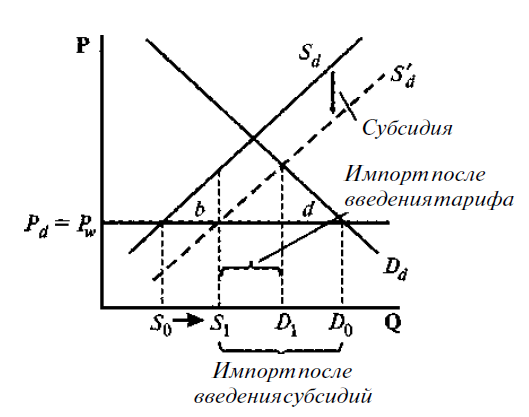 P
S_d
S'_d
Субсидия
Импорт после
введения тарифа
b
d
P_d = P_w
D_d
S_0 → S_1 D_1 D_0 Q
Импорт после
введения субсидий